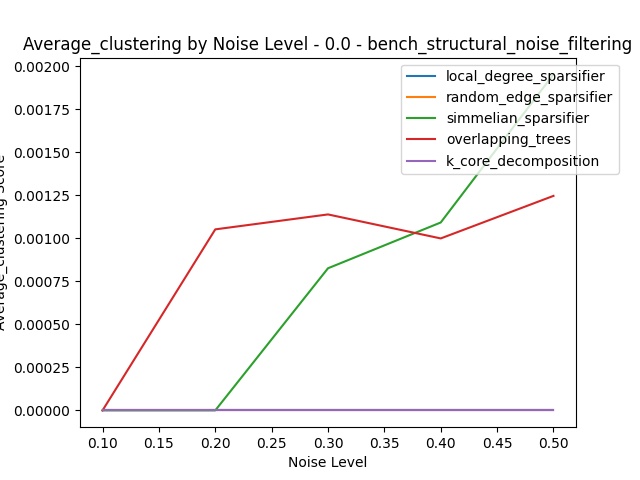 Average_clustering by Noise Level - 0.0 - bench_structural_noise_filtering
0.00200
0.00175
0.00150
0.00125
0.00100
0.00075
0.00050
0.00025
0.00000
Average_clustering Score
local_degree_sparsifier
random_edge_sparsifier
simmelian_sparsifier
overlapping_trees
k_core_decomposition
0.10 0.15 0.20 0.25 0.30 0.35 0.40 0.45 0.50
Noise Level